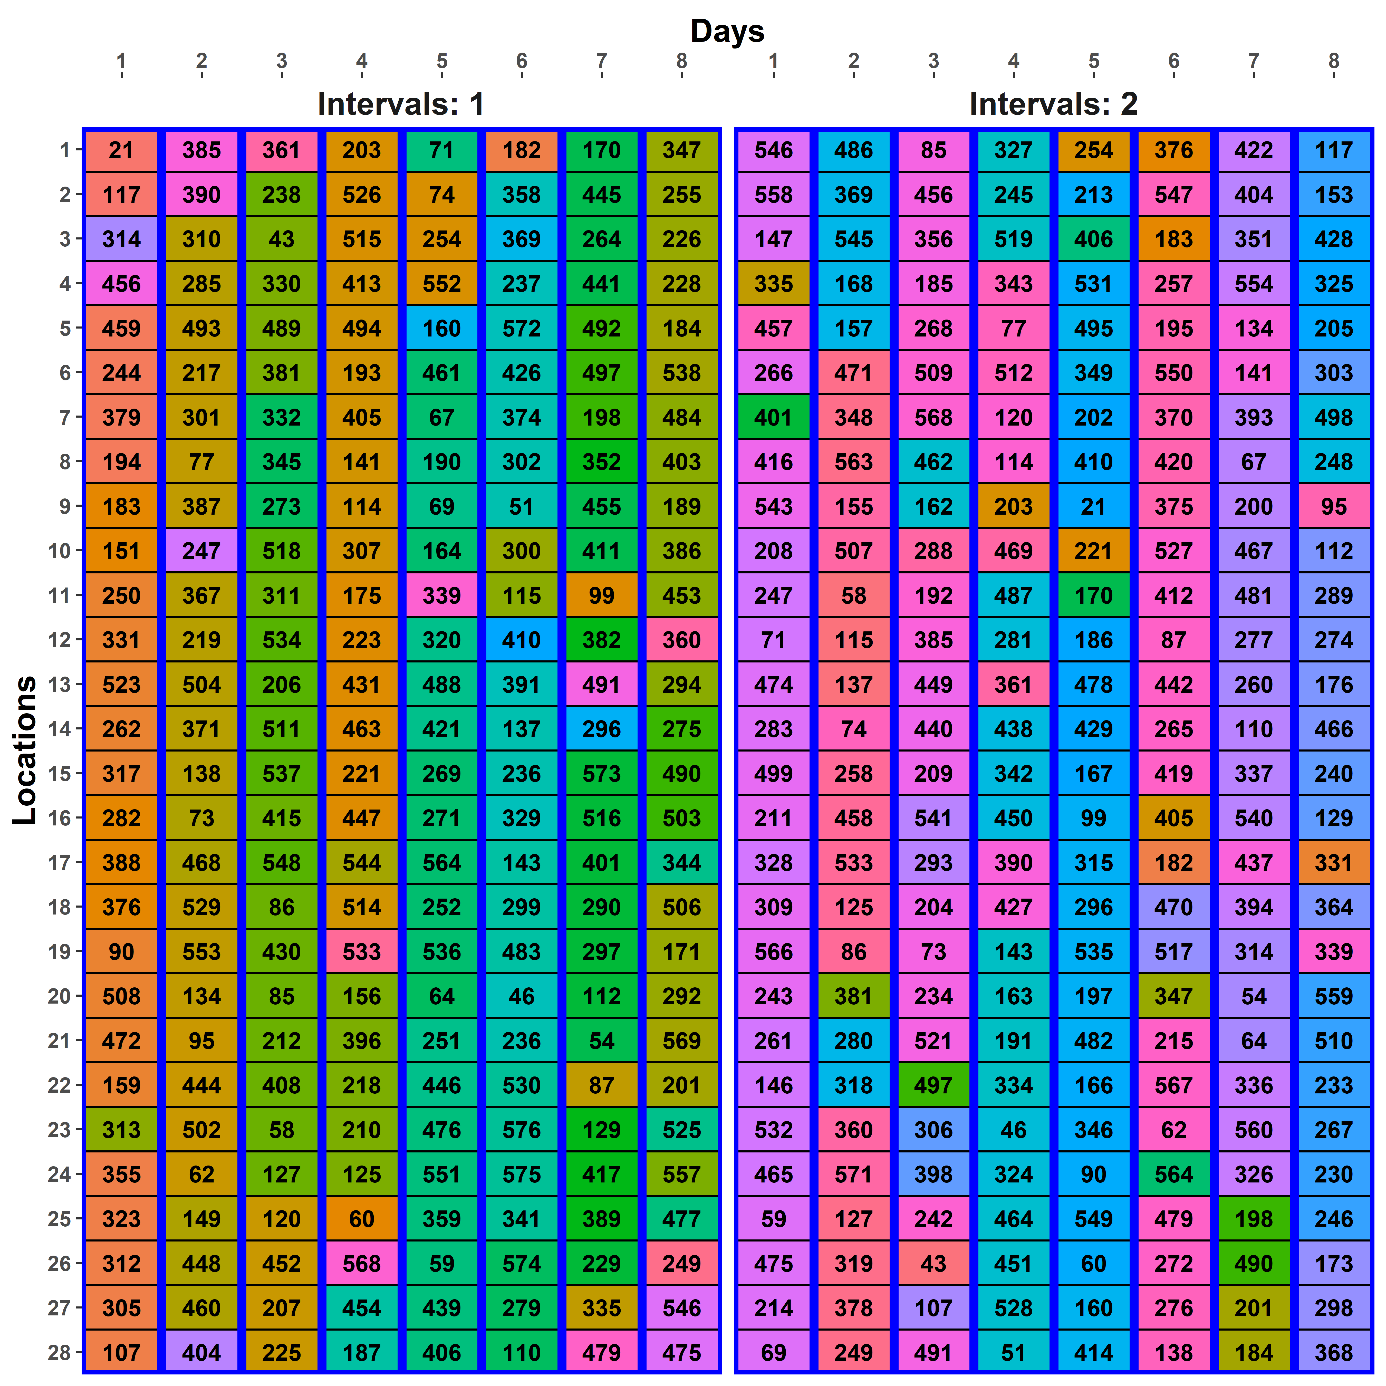 Days
1 2 3 4 5 6 7 8 1 2 3 4 5 6 7 8
Intervals: 1 Intervals: 2
Locations
1 21 385 361 203 71 182 170 347 546 486 85 327 254 376 422 117
2 117 390 238 526 74 358 445 255 558 369 456 245 213 547 404 153
3 314 310 43 515 254 369 264 226 147 545 356 519 406 183 351 428
4 456 285 330 413 552 237 441 228 335 168 185 343 531 257 554 325
5 459 493 489 494 160 572 492 184 457 157 268 77 495 195 134 205
6 244 217 381 193 461 426 497 538 266 471 509 512 349 550 141 303
7 379 301 332 405 67 374 198 484 401 348 568 120 202 370 393 498
8 194 77 345 141 190 302 352 403 416 563 462 114 410 420 67 248
9 183 387 273 114 69 51 455 189 543 155 162 203 21 375 200 95
10 151 247 518 307 164 300 411 386 208 507 288 469 221 527 467 112
11 250 367 311 175 339 115 99 453 247 58 192 487 170 412 481 289
12 331 219 534 223 320 410 382 360 71 115 385 281 186 87 277 274
13 523 504 206 431 488 391 491 294 474 137 449 361 478 442 260 176
14 262 371 511 463 421 137 296 275 283 74 440 438 429 265 110 466
15 317 138 537 221 269 236 573 490 499 258 209 342 167 419 337 240
16 282 73 415 447 271 329 516 503 211 458 541 450 99 405 540 129
17 388 468 548 544 564 143 401 344 328 533 293 390 315 182 437 331
18 376 529 86 514 252 299 290 506 309 125 204 427 296 470 394 364
19 90 553 430 533 536 483 297 171 566 86 73 143 535 517 314 339
20 508 134 85 156 64 46 112 292 243 381 234 163 197 347 54 559
21 472 95 212 396 251 236 54 569 261 280 521 191 482 215 64 510
22 159 444 408 218 446 530 87 201 146 318 497 334 166 567 336 233
23 313 502 58 210 476 576 129 525 532 360 306 46 346 62 560 267
24 355 62 127 125 551 575 417 557 465 571 398 324 90 564 326 230
25 323 149 120 60 359 341 389 477 59 127 242 464 549 479 198 246
26 312 448 452 568 59 574 229 249 475 319 43 451 60 272 490 173
27 305 460 207 454 439 279 335 546 214 378 107 528 160 276 201 298
28 107 404 225 187 406 110 479 475 69 249 491 51 414 138 184 368